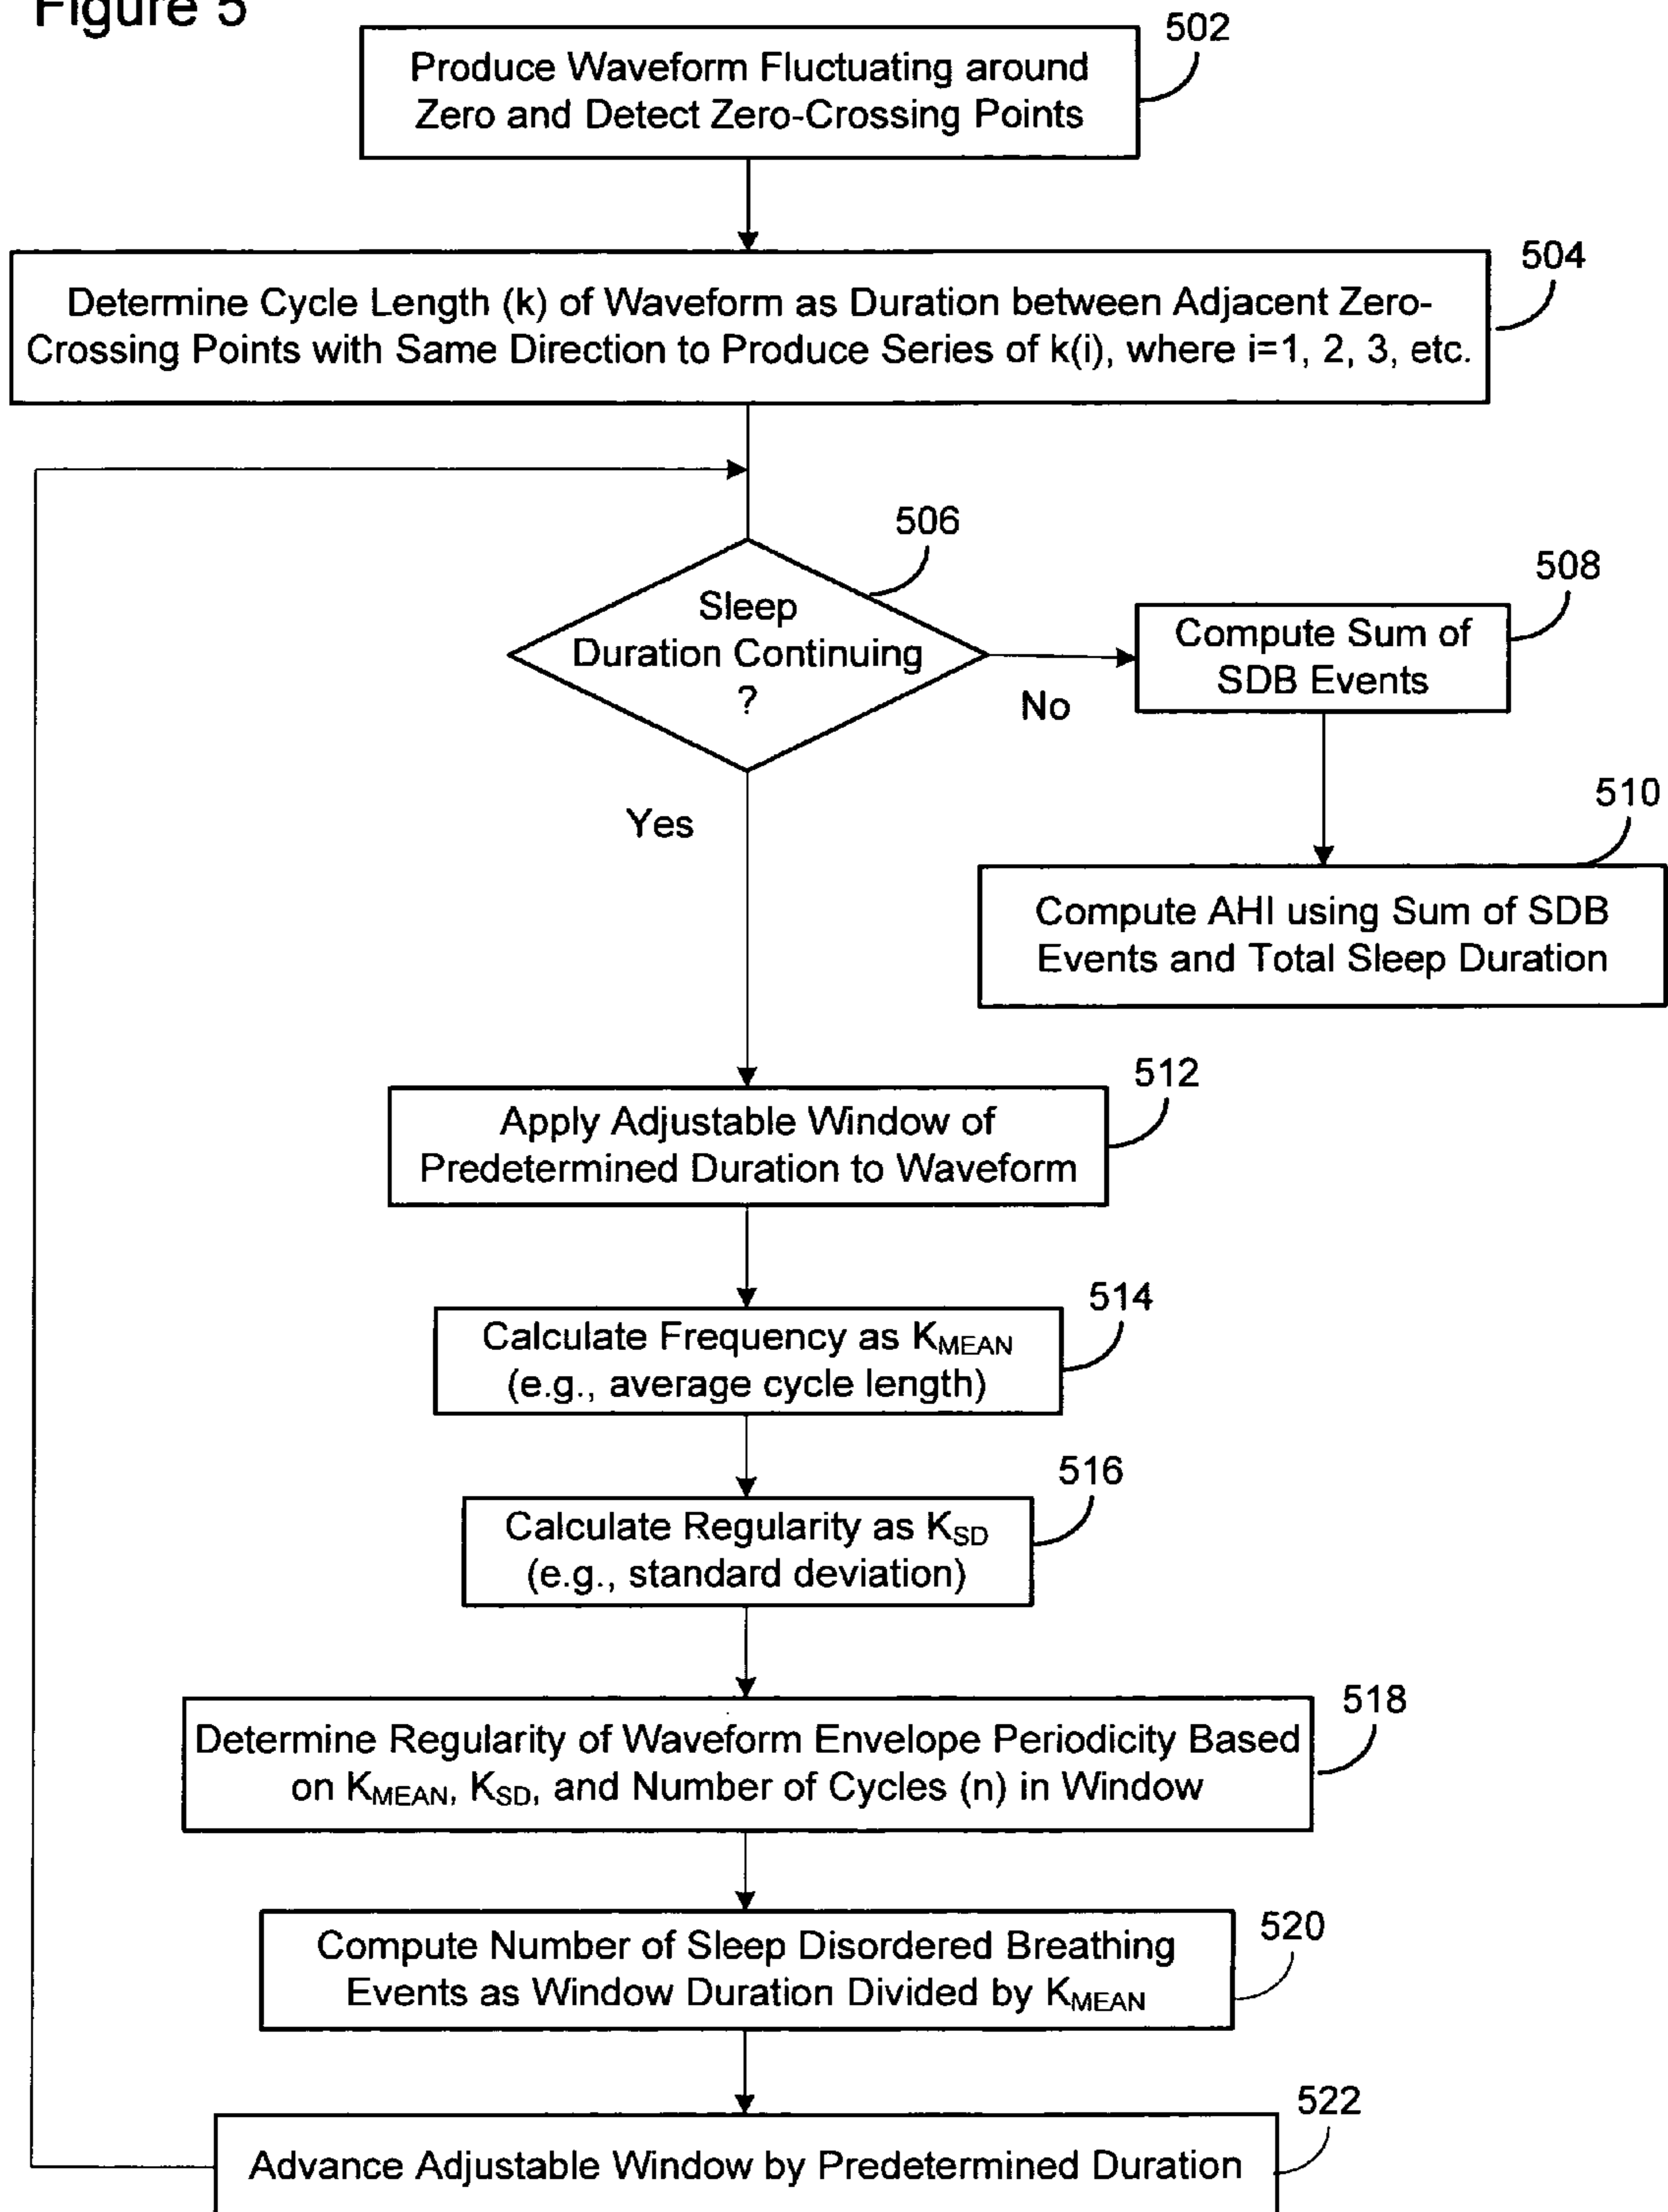 Figure 5
502
Produce Waveform Fluctuating around
Zero and Detect Zero-Crossing Points
504
Determine Cycle Length (k) of Waveform as Duration between Adjacent Zero-
Crossing Points with Same Direction to Produce Series of k(i), where i=1, 2, 3, etc.
506
Sleep
Duration Continuing
?
508
Compute Sum of
SDB Events
No
Yes
510
Compute AHI using Sum of SDB
Events and Total Sleep Duration
512
Apply Adjustable Window of
Predetermined Duration to Waveform
514
Calculate Frequency as KMEAN
(e.g., average cycle length)
516
Calculate Regularity as KSD
(e.g., standard deviation)
518
Determine Regularity of Waveform Envelope Periodicity Based
on KMEAN, KSD, and Number of Cycles (n) in Window
520
Compute Number of Sleep Disordered Breathing
Events as Window Duration Divided by KMEAN
522
Advance Adjustable Window by Predetermined Duration